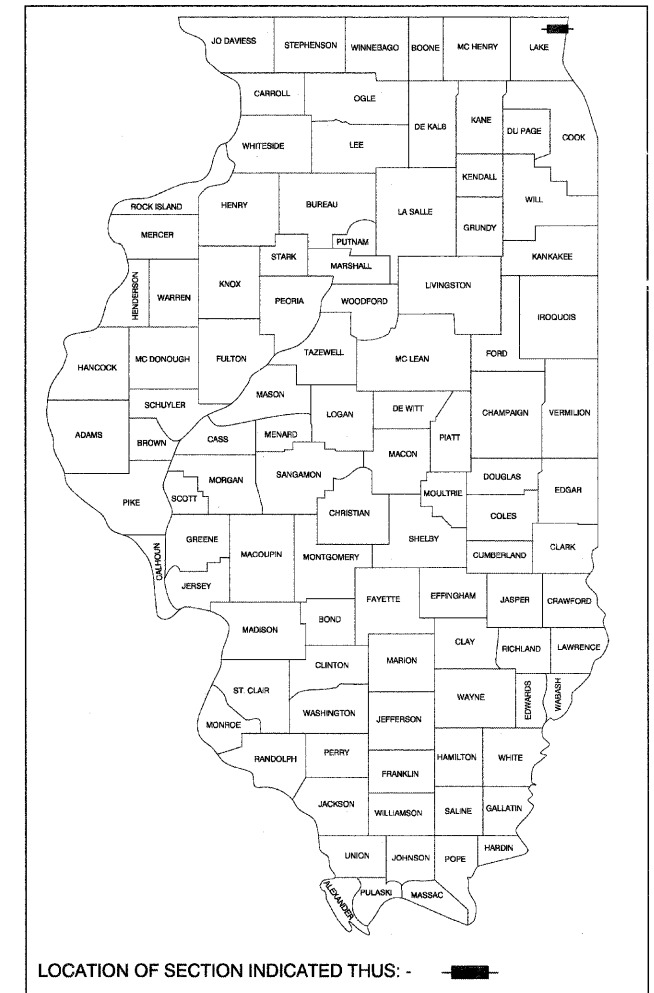 JO DAVIESS
STEPHENSON
WINNEBAGO
BOONE
MC HENRY
LAKE
CARROLL
OGLE
DE KALB
KANE
DU PAGE
COOK
WHITESIDE
LEE
KENDALL
WILL
ROCK ISLAND
HENRY
BUREAU
LA SALLE
GRUNDY
MERCER
PUTNAM
STARK
MARSHALL
KANKAKEE
HENDERSON
WARREN
KNOX
PEORIA
WOODFORD
LIVINGSTON
IROQUOIS
HANCOCK
MC DONOUGH
FULTON
TAZEWELL
MC LEAN
FORD
MASON
SCHUYLER
LOGAN
DE WITT
CHAMPAIGN
VERMILION
ADAMS
BROWN
CASS
MENARD
PIATT
MACON
SANGAMON
MORGAN
SCOTT
PIKE
CHRISTIAN
MOULTRIE
DOUGLAS
EDGAR
COLES
GREENE
MACOUPIN
MONTGOMERY
SHELBY
CUMBERLAND
CLARK
CALHOUN
JERSEY
FAYETTE
EFFINGHAM
JASPER
CRAWFORD
MADISON
BOND
CLAY
RICHLAND
LAWRENCE
CLINTON
MARION
ST. CLAIR
WAYNE
EDWARDS
WABASH
MONROE
WASHINGTON
JEFFERSON
RANDOLPH
PERRY
HAMILTON
WHITE
FRANKLIN
JACKSON
WILLIAMSON
SALINE
GALLATIN
UNION
JOHNSON
POPE
HARDIN
ALEXANDER
PULASKI
MASSAC
LOCATION OF SECTION INDICATED THUS: -